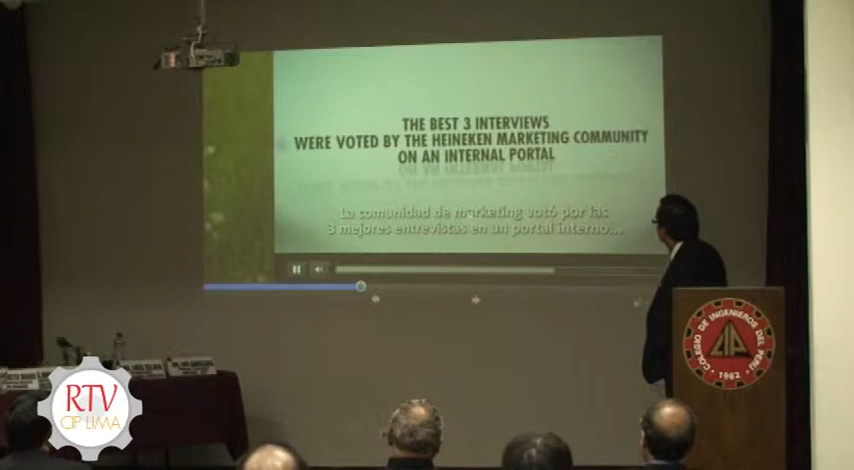 THE BEST 3 INTERVIEWS
WERE VOTED BY THE HEINEKEN MARKETING COMMUNITY
ON AN INTERNAL PORTAL
La comunidad de marketing votó por las
3 mejores entrevistas en un portal interno...
COLEGIO DE INGENIEROS DEL PERU
CIP
1962
RTV
CIP LIMA